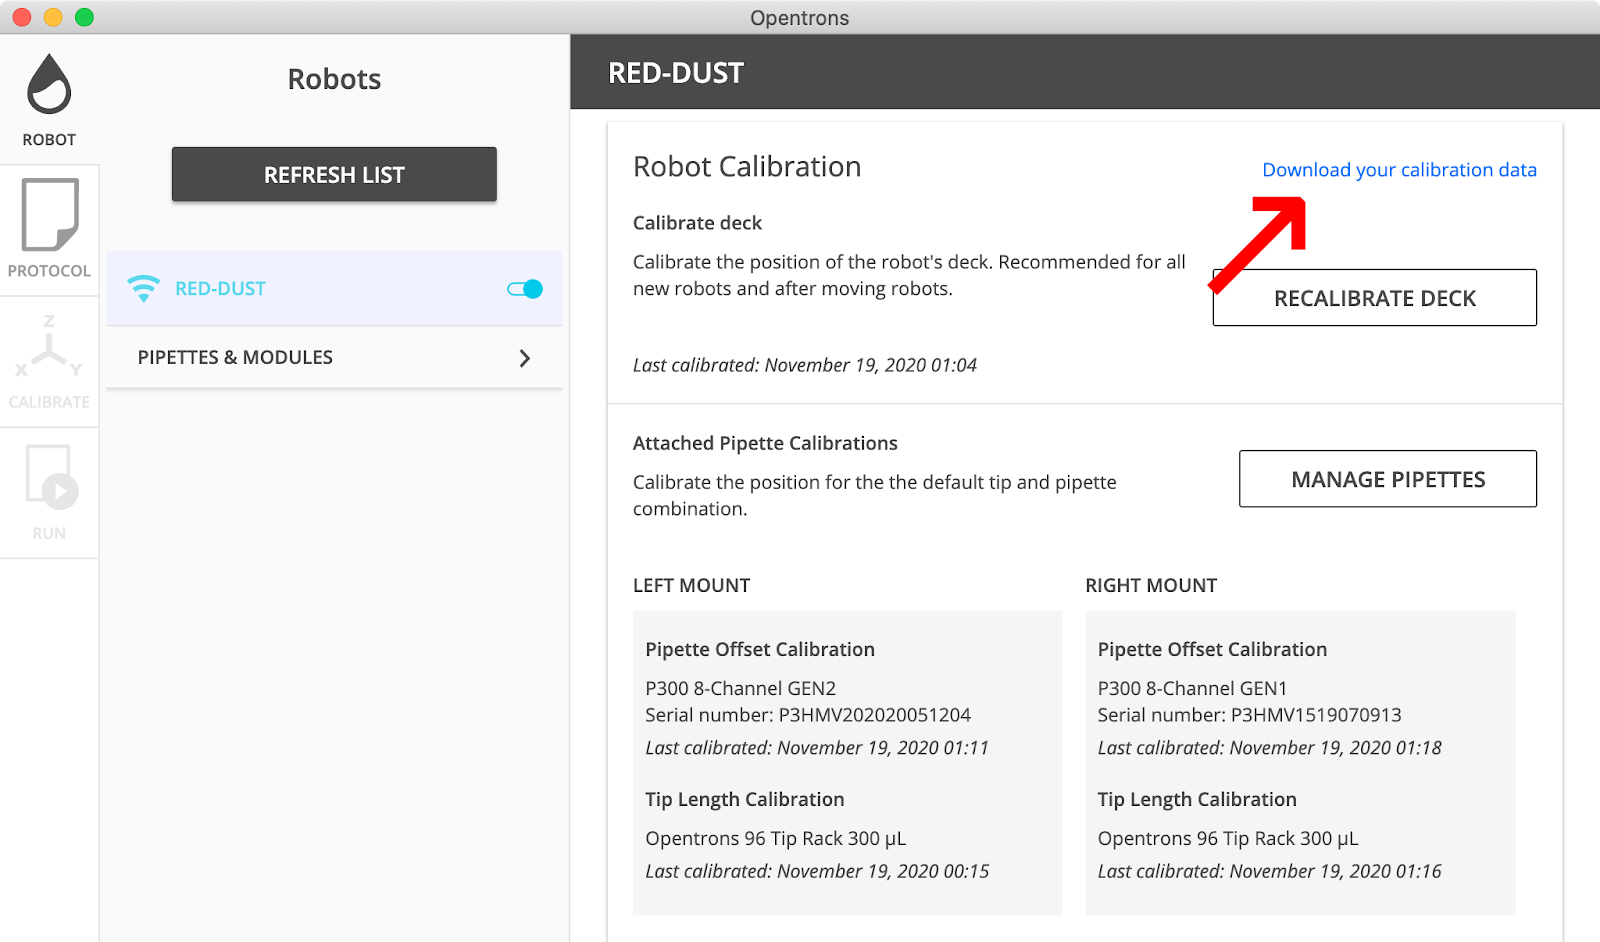 Opentrons
ROBOT
PROTOCOL
Z
X Y
CALIBRATE
RUN
Robots
REFRESH LIST
RED-DUST
PIPETTES & MODULES
RED-DUST
Robot Calibration
Download your calibration data
Calibrate deck
Calibrate the position of the robot's deck. Recommended for all
new robots and after moving robots.
RECALIBRATE DECK
Last calibrated: November 19, 2020 01:04
Attached Pipette Calibrations
Calibrate the position for the the default tip and pipette
combination.
MANAGE PIPETTES
LEFT MOUNT
Pipette Offset Calibration
P300 8-Channel GEN2
Serial number: P3HMV202020051204
Last calibrated: November 19, 2020 01:11
Tip Length Calibration
Opentrons 96 Tip Rack 300 µL
Last calibrated: November 19, 2020 00:15
RIGHT MOUNT
Pipette Offset Calibration
P300 8-Channel GEN1
Serial number: P3HMV1519070913
Last calibrated: November 19, 2020 01:18
Tip Length Calibration
Opentrons 96 Tip Rack 300 µL
Last calibrated: November 19, 2020 01:16